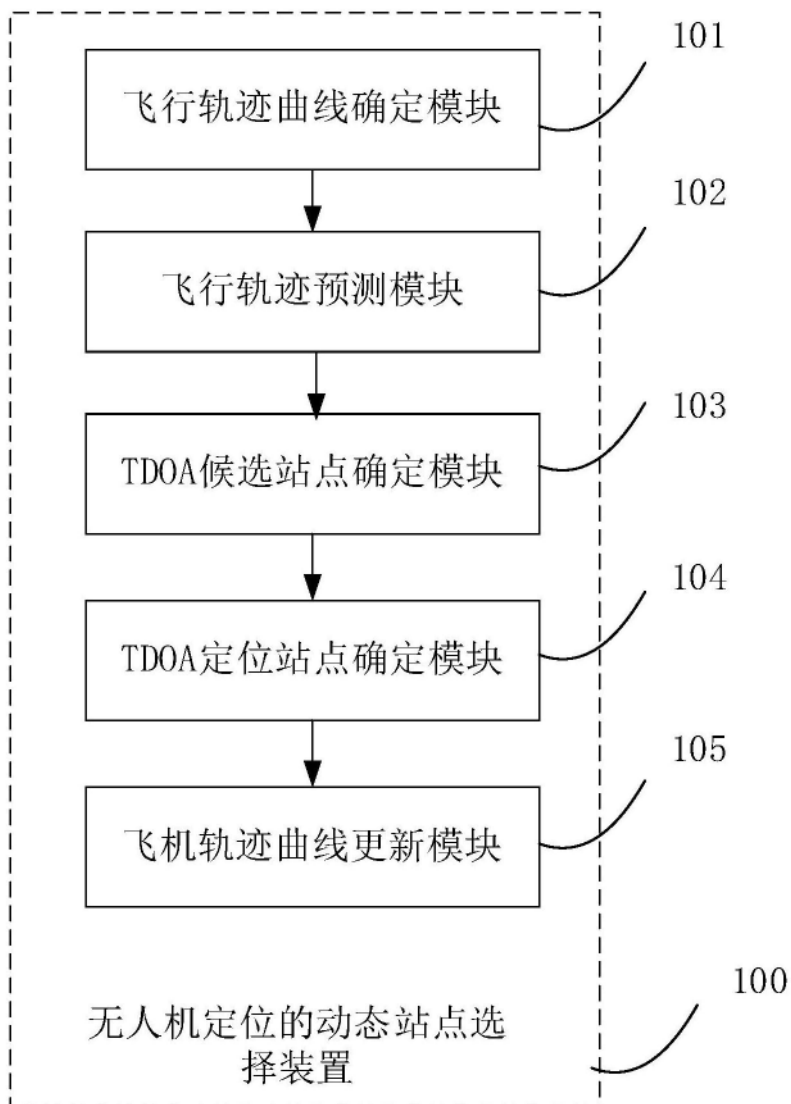 飞行轨迹曲线确定模块
101
飞行轨迹预测模块
102
TDOA候选站点确定模块
103
TDOA定位站点确定模块
104
飞机轨迹曲线更新模块
105
无人机定位的动态站点选
择装置
100